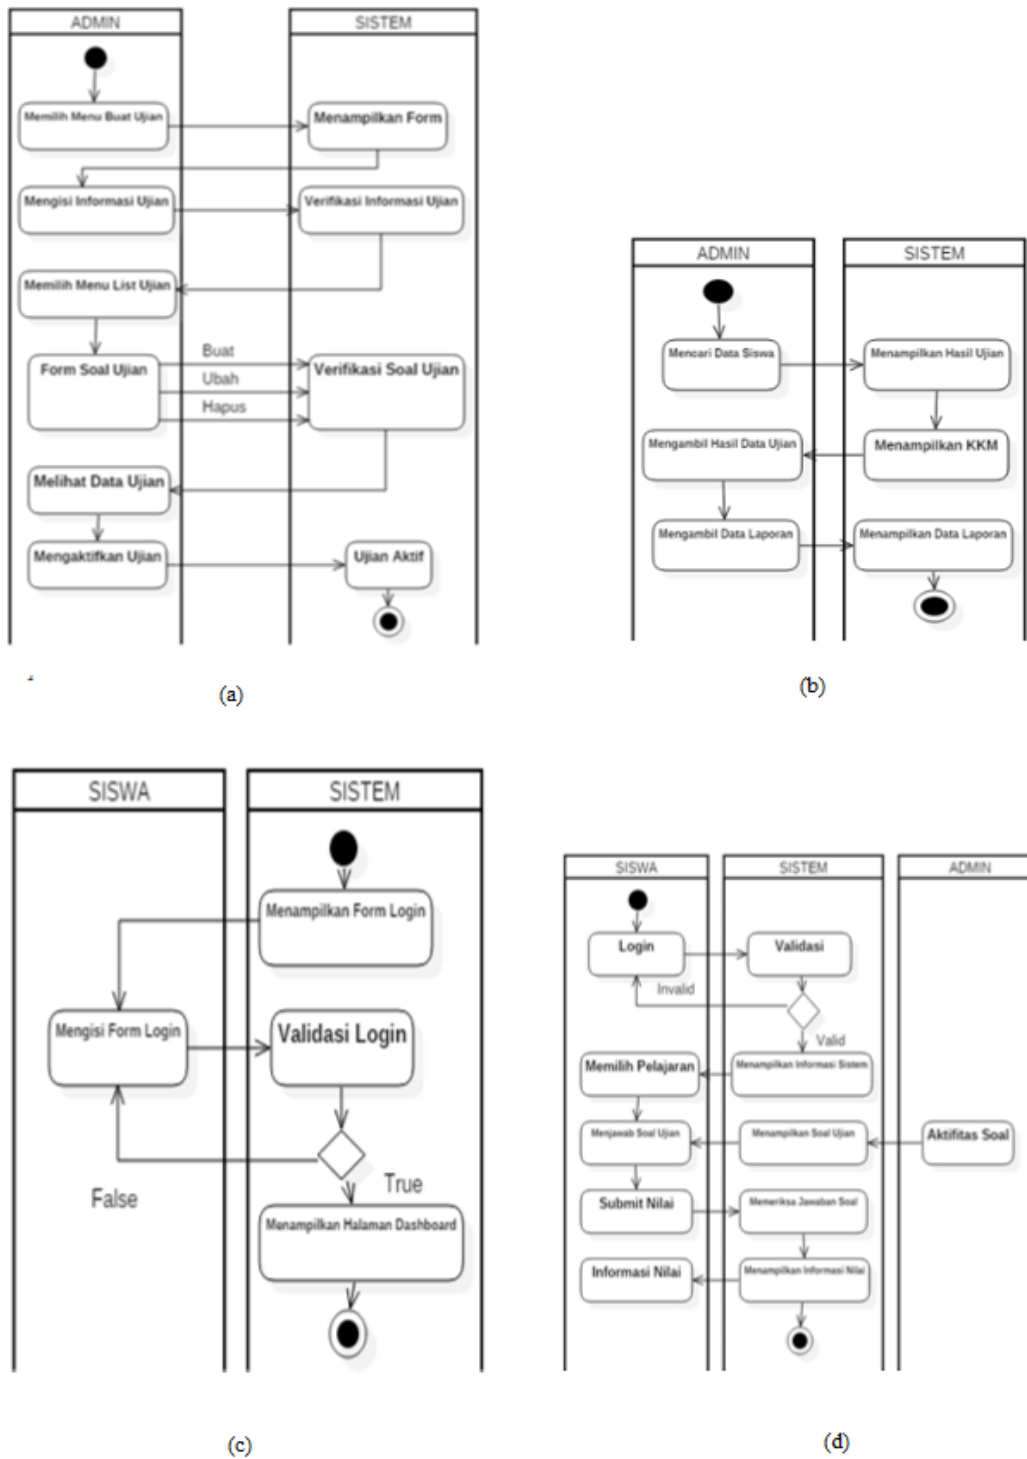 ADMIN
SISTEM
Memilih Menu Buat Ujian
Menampilkan Form
Mengisi Informasi Ujian
Verifikasi Informasi Ujian
Memilih Menu List Ujian
Form Soal Ujian
Buat
Ubah
Hapus
Verifikasi Soal Ujian
Melihat Data Ujian
Mengaktifkan Ujian
Ujian Aktif
(a)
ADMIN
SISTEM
Mencari Data Siswa
Menampilkan Hasil Ujian
Mengambil Hasil Data Ujian
Menampilkan KKM
Mengambil Data Laporan
Menampilkan Data Laporan
(b)
SISWA
SISTEM
Menampilkan Form Login
Mengisi Form Login
Validasi Login
False
True
Menampilkan Halaman Dashboard
(c)
SISWA
SISTEM
ADMIN
Login
Validasi
Invalid
Valid
Memilih Pelajaran
Menampilkan Informasi Sistem
Menjawab Soal Ujian
Menampilkan Soal Ujian
Aktifitas Soal
Submit Nilai
Memeriksa Jawaban Soal
Informasi Nilai
Menampilkan Informasi Nilai
(d)